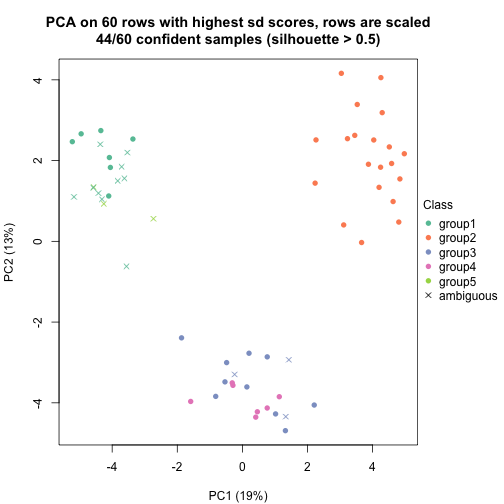 PCA on 60 rows with highest sd scores, rows are scaled
44/60 confident samples (silhouette > 0.5)
4
2
0
-2
-4
PC2 (13%)
-4
-2
0
2
4
PC1 (19%)
Class
group1
group2
group3
group4
group5
ambiguous